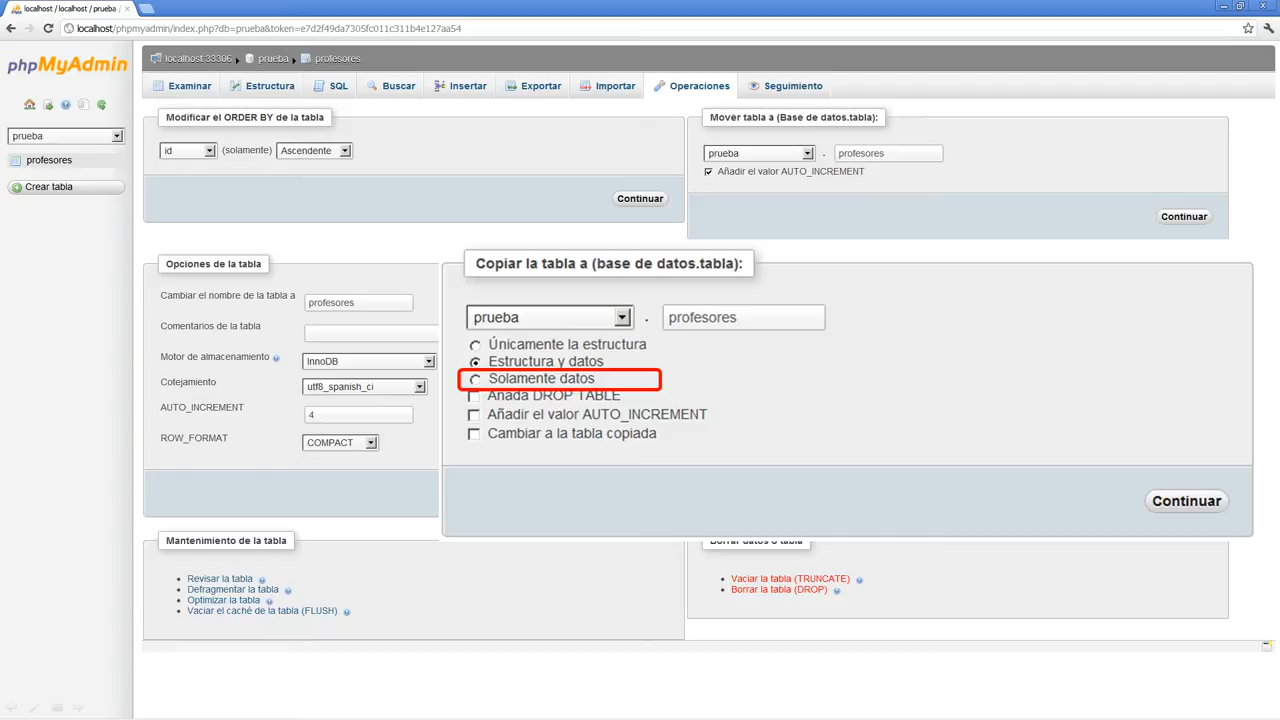 localhost / localhost / prueba
localhost/phpmyadmin/index.php?db=prueba&token=e7d2f49da7305fc011c311b4e127aa54
phpMyAdmin
localhost:33306 prueba profesores
Examinar Estructura SQL Buscar Insertar Exportar Importar Operaciones Seguimiento
prueba
profesores
Crear tabla
Modificar el ORDER BY de la tabla
id (solamente) Ascendente
Continuar
Mover tabla a (Base de datos.tabla):
prueba . profesores
Añadir el valor AUTO_INCREMENT
Continuar
Opciones de la tabla
Cambiar el nombre de la tabla a profesores
Comentarios de la tabla
Motor de almacenamiento InnoDB
Cotejamiento utf8_spanish_ci
AUTO_INCREMENT 4
ROW_FORMAT COMPACT
Copiar la tabla a (base de datos.tabla):
prueba . profesores
Únicamente la estructura
Estructura y datos
Solamente datos
Añada DROP TABLE
Añadir el valor AUTO_INCREMENT
Cambiar a la tabla copiada
Continuar
Mantenimiento de la tabla
Revisar la tabla
Defragmentar la tabla
Optimizar la tabla
Vaciar el caché de la tabla (FLUSH)
Borrar datos o tabla
Vaciar la tabla (TRUNCATE)
Borrar la tabla (DROP)